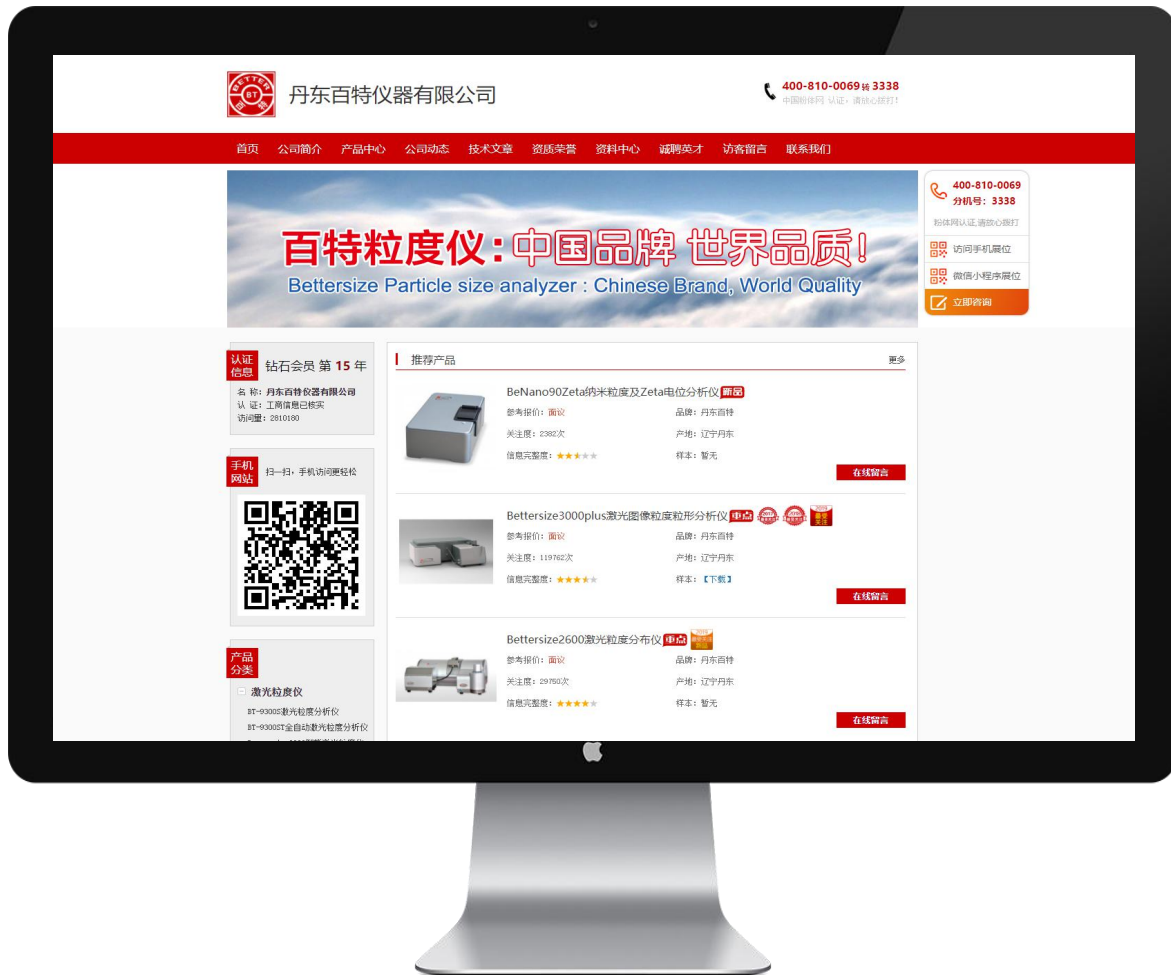 BETTER
BT
百特
丹东百特仪器有限公司
400-810-0069转 3338
中国粉体网 认证，请放心拨打！
首页 公司简介 产品中心 公司动态 技术文章 资质荣誉 资料中心 诚聘英才 访客留言 联系我们
百特粒度仪：中国品牌 世界品质！
Bettersize Particle size analyzer : Chinese Brand, World Quality
400-810-0069
分机号：3338
粉体网认证,请放心拨打
访问手机展位
微信小程序展位
立即咨询
认证信息
钻石会员 第 15 年
名 称：丹东百特仪器有限公司
认 证：工商信息已核实
访问量：2810180
手机网站
扫一扫，手机访问更轻松
产品分类
激光粒度仪
BT-9300S激光粒度分析仪
BT-9300ST全自动激光粒度分析仪
推荐产品 更多
BeNano90Zeta纳米粒度及Zeta电位分析仪 新品
参考报价：面议 品牌：丹东百特
关注度：2382次 产地：辽宁丹东
信息完整度：★★★★★ 样本：暂无
在线留言
Bettersize3000plus激光图像粒度粒形分析仪 重点
参考报价：面议 品牌：丹东百特
关注度：119762次 产地：辽宁丹东
信息完整度：★★★★★ 样本：【下载】
在线留言
Bettersize2600激光粒度分布仪 重点
参考报价：面议 品牌：丹东百特
关注度：29750次 产地：辽宁丹东
信息完整度：★★★★★ 样本：暂无
在线留言